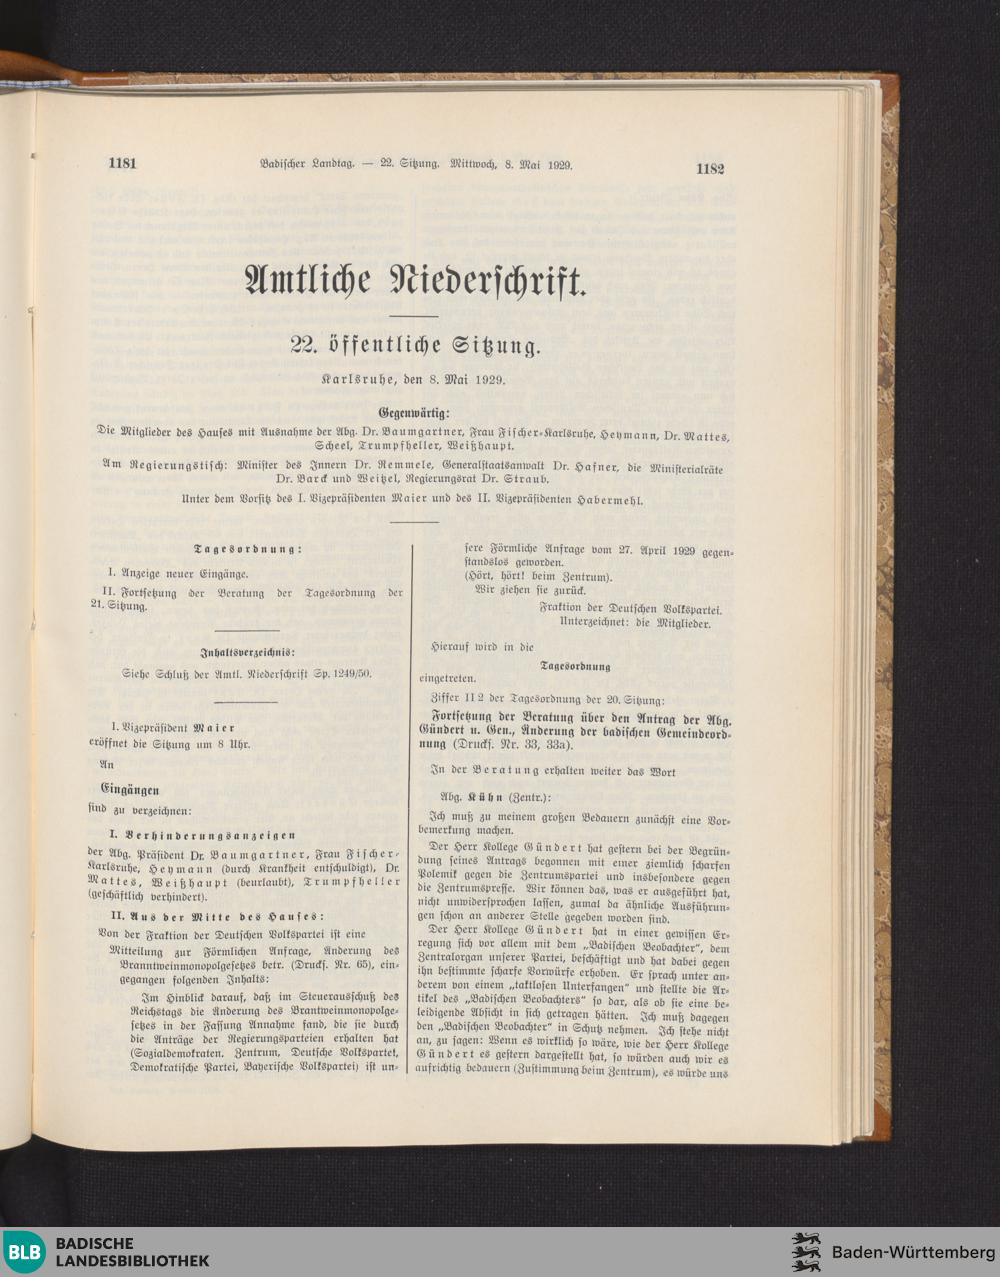 1181
Badischer Landtag. — 22. Sitzung. Mittwoch, 8. Mai 1929.
1182
Amtliche Niederschrift.
22. öffentliche Sitzung.
Karlsruhe, den 8. Mai 1929.
Gegenwärtig:
Die Mitglieder des Hauses mit Ausnahme der Abg. Dr. Baumgartner, Frau Fischer-Karlsruhe, Heymann, Dr. Mattes,
Scheel, Trumpfheller, Weißhaupt.
Am Regierungstisch: Minister des Innern Dr. Remmele, Generalstaatsanwalt Dr. Hafner, die Ministerialräte
Dr. Barck und Weitzel, Regierungsrat Dr. Straub.
Unter dem Vorsitz des I. Vizepräsidenten Maier und des II. Vizepräsidenten Habermehl.
Tagesordnung:
I. Anzeige neuer Eingänge.
II. Fortsetzung der Beratung der Tagesordnung der
21. Sitzung.
Inhaltsverzeichnis:
Siehe Schluß der Amtl. Niederschrift Sp. 1249/50.
I. Vizepräsident Maier
eröffnet die Sitzung um 8 Uhr.
An
Eingängen
sind zu verzeichnen:
I. Verhinderungsanzeigen
der Abg. Präsident Dr. Baumgartner, Frau Fischer-
Karlsruhe, Heymann (durch Krankheit entschuldigt), Dr.
Mattes, Weißhaupt (beurlaubt), Trumpfheller
(geschäftlich verhindert).
II. Aus der Mitte des Hauses:
Von der Fraktion der Deutschen Volkspartei ist eine
Mitteilung zur Förmlichen Anfrage, Änderung des
Branntweinmonopolgesetzes betr. (Drucks. Nr. 65), ein-
gegangen folgenden Inhalts:
Im Hinblick darauf, daß im Steuerausschuß des
Reichstags die Änderung des Brantweinmonopolge-
setzes in der Fassung Annahme fand, die sie durch
die Anträge der Regierungsparteien erhalten hat
(Sozialdemokraten. Zentrum, Deutsche Volkspartei,
Demokratische Partei, Bayerische Volkspartei) ist un-
sere Förmliche Anfrage vom 27. April 1929 gegen-
standslos geworden.
(Hört, hört! beim Zentrum).
Wir ziehen sie zurück.
Fraktion der Deutschen Volkspartei.
Unterzeichnet: die Mitglieder.
Hierauf wird in die
Tagesordnung
eingetreten.
Ziffer II 2 der Tagesordnung der 20. Sitzung:
Fortsetzung der Beratung über den Antrag der Abg.
Gündert u. Gen., Änderung der badischen Gemeindeord-
nung (Drucks. Nr. 33, 33a).
In der Beratung erhalten weiter das Wort
Abg. Kühn (Zentr.):
Ich muß zu meinem großen Bedauern zunächst eine Vor-
bemerkung machen.
Der Herr Kollege Gündert hat gestern bei der Begrün-
dung seines Antrags begonnen mit einer ziemlich scharfen
Polemik gegen die Zentrumspartei und insbesondere gegen
die Zentrumspresse. Wir können das, was er ausgeführt hat,
nicht unwidersprochen lassen, zumal da ähnliche Ausführun-
gen schon an anderer Stelle gegeben worden sind.
Der Herr Kollege Gündert hat in einer gewissen Er-
regung sich vor allem mit dem „Badischen Beobachter“, dem
Zentralorgan unserer Partei, beschäftigt und hat dabei gegen
ihn bestimmte scharfe Vorwürfe erhoben. Er sprach unter an-
derem von einem „taktlosen Unterfangen“ und stellte die Ar-
tikel des „Badischen Beobachters“ so dar, als ob sie eine be-
leidigende Absicht in sich getragen hätten. Ich muß dagegen
den „Badischen Beobachter“ in Schutz nehmen. Ich stehe nicht
an, zu sagen: Wenn es wirklich so wäre, wie der Herr Kollege
Gündert es gestern dargestellt hat, so würden auch wir es
aufrichtig bedauern (Zustimmung beim Zentrum), es würde uns
BLB
BADISCHE
LANDESBIBLIOTHEK
Baden-Württemberg